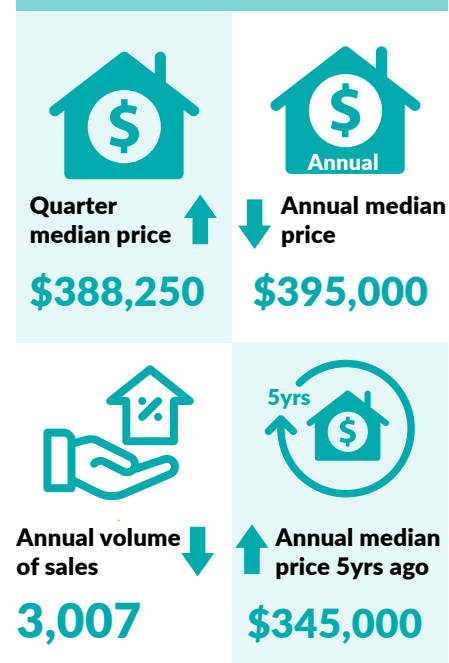 $
Quarter
median price
$388,250
$
Annual
Annual median
price
$395,000
%
Annual volume
of sales
3,007
5yrs
$
Annual median
price 5yrs ago
$345,000